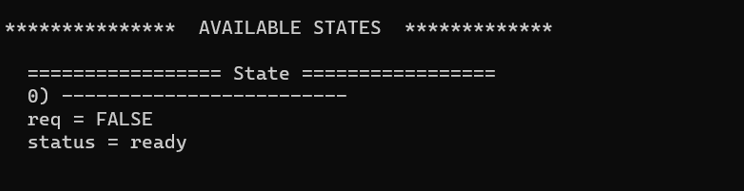 ***************  AVAILABLE STATES  *************
================= State =================
0) -------------------------
req = FALSE
status = ready